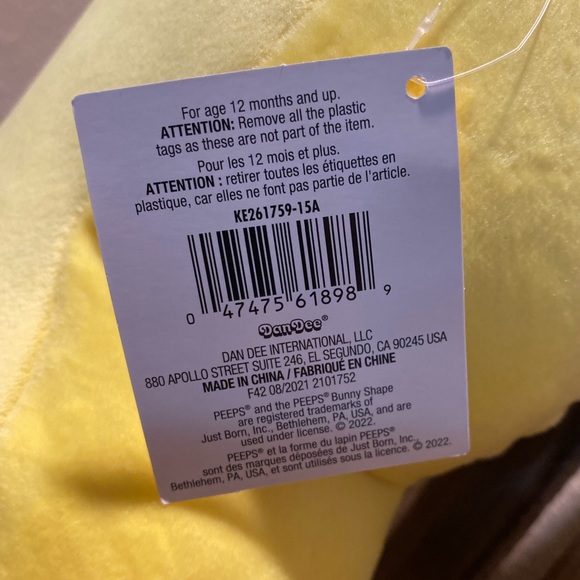 For age 12 months and up.
ATTENTION: Remove all the plastic
tags as these are not part of the item.
Pour les 12 mois et plus.
ATTENTION : retirer toutes les étiquettes en
plastique, car elles ne font pas partie de l'article.
KE261759-15A
0 47475 61898 9
DanDee®
DAN DEE INTERNATIONAL, LLC
880 APOLLO STREET SUITE 246, EL SEGUNDO, CA 90245 USA
MADE IN CHINA / FABRIQUÉ EN CHINE
F42 08/2021 2101752
PEEPS® and the PEEPS® Bunny Shape
are registered trademarks of
Just Born, Inc., Bethlehem, PA, USA, and are
used under license. © 2022.
PEEPS® et la forme du lapin PEEPS®
sont des marques déposées de Just Born, Inc.,
Bethlehem, PA, USA, et sont utilisés sous la licence. © 2022.